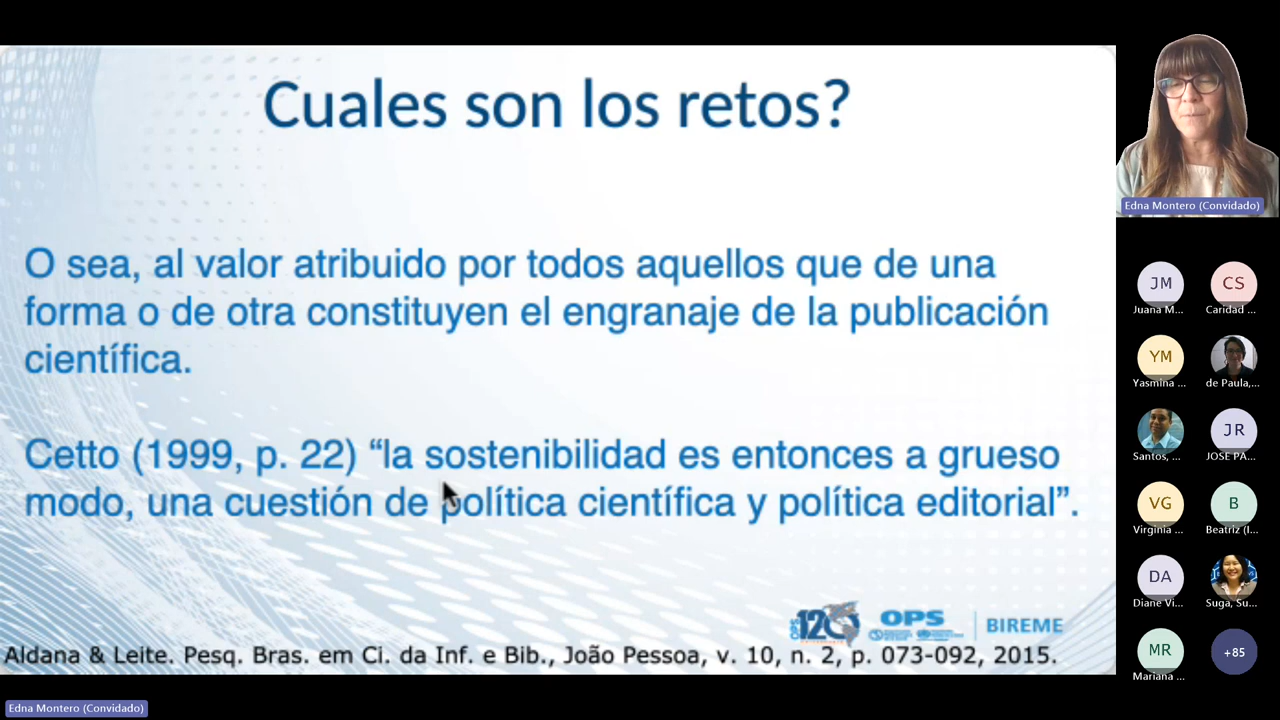 Cuales son los retos?
O sea, al valor atribuido por todos aquellos que de una
forma o de otra constituyen el engranaje de la publicación
científica.
Cetto (1999, p. 22) “la sostenibilidad es entonces a grueso
modo, una cuestión de política científica y política editorial”.
OPS 120
OPS
BIREME
Aldana & Leite. Pesq. Bras. em Ci. da Inf. e Bib., João Pessoa, v. 10, n. 2, p. 073-092, 2015.
Edna Montero (Convidado)
JM
CS
Juana M...
Caridad ...
YM
Yasmina ...
de Paula,...
JR
Santos, ...
JOSE PA...
VG
B
Virginia ...
Beatriz (I...
DA
Diane Vi...
Suga, Su...
MR
+85
Mariana ...
Edna Montero (Convidado)